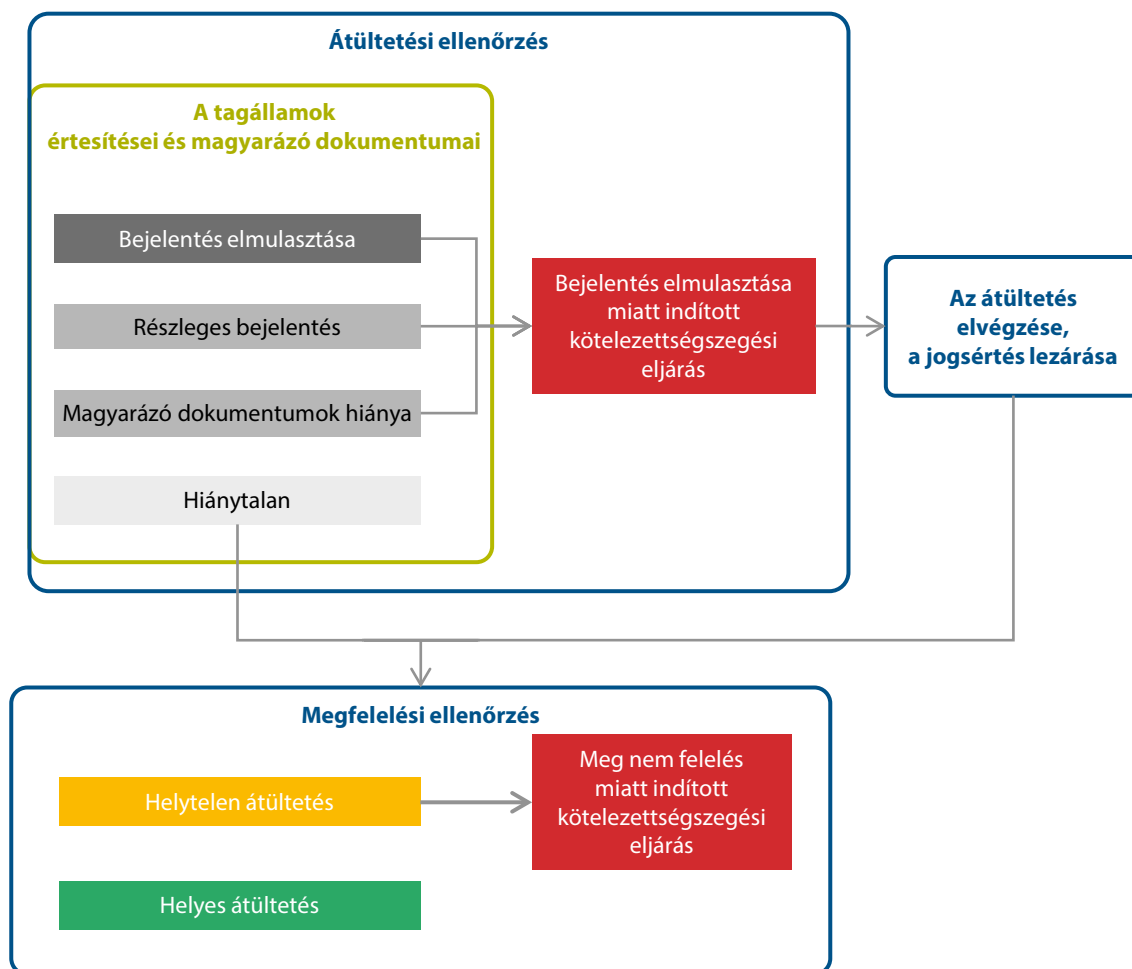 Átültetési ellenőrzés
A tagállamok
értesítései és magyarázó dokumentumai
Bejelentés elmulasztása
Részleges bejelentés
Magyarázó dokumentumok hiánya
Hiánytalan
Bejelentés elmulasztása
miatt indított
kötelezettségszegési
eljárás
Az átültetés
elvégzése,
a jogsértés lezárása
Megfelelési ellenőrzés
Helytelen átültetés
Meg nem felelés
miatt indított
kötelezettségszegési
eljárás
Helyes átültetés